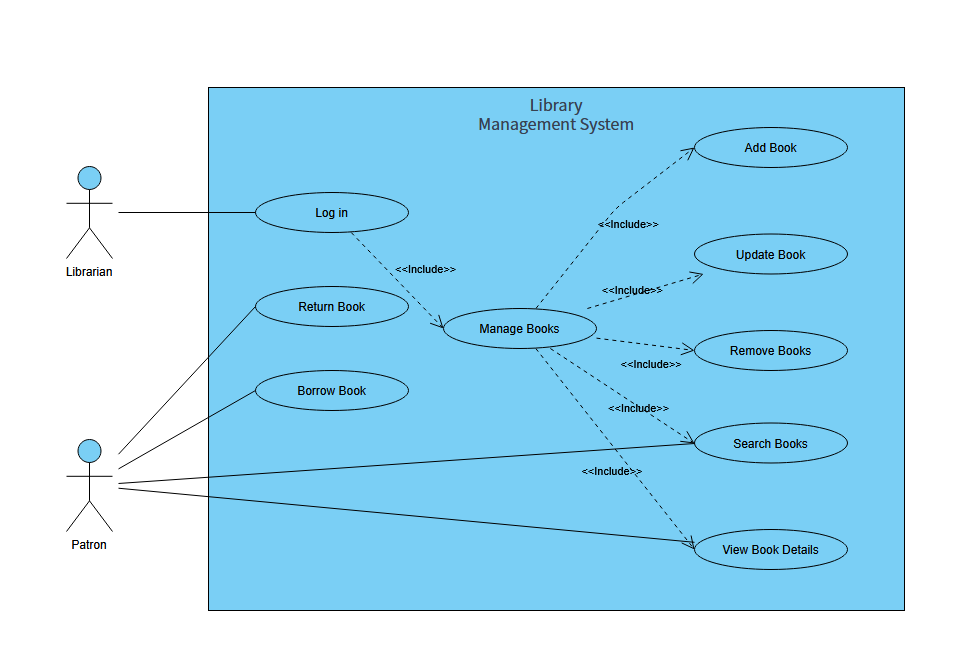 Library
Management System
Add Book
Log in
Librarian
<<Include>>
Update Book
<<Include>>
<<Include>>
Return Book
Manage Books
Remove Books
<<Include>>
Borrow Book
<<Include>>
Search Books
<<Include>>
Patron
View Book Details